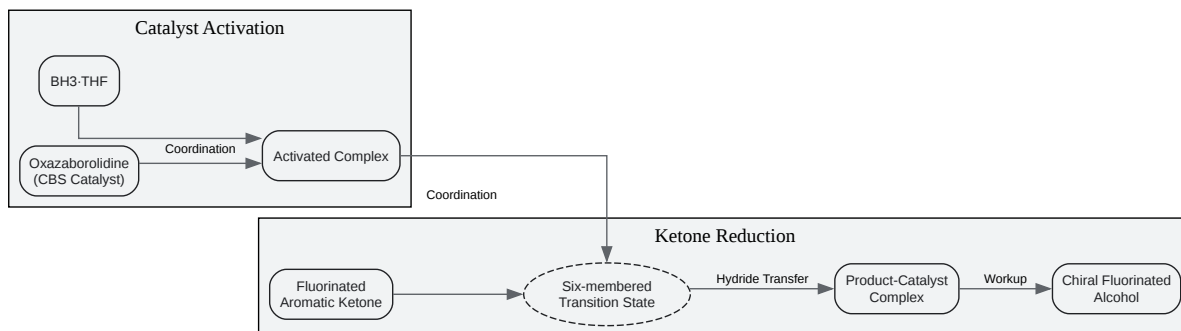 Catalyst Activation
BH3·THF
Oxazaborolidine
(CBS Catalyst)
Coordination
Activated Complex
Coordination
Ketone Reduction
Fluorinated
Aromatic Ketone
Six-membered
Transition State
Hydride Transfer
Product-Catalyst
Complex
Workup
Chiral Fluorinated
Alcohol